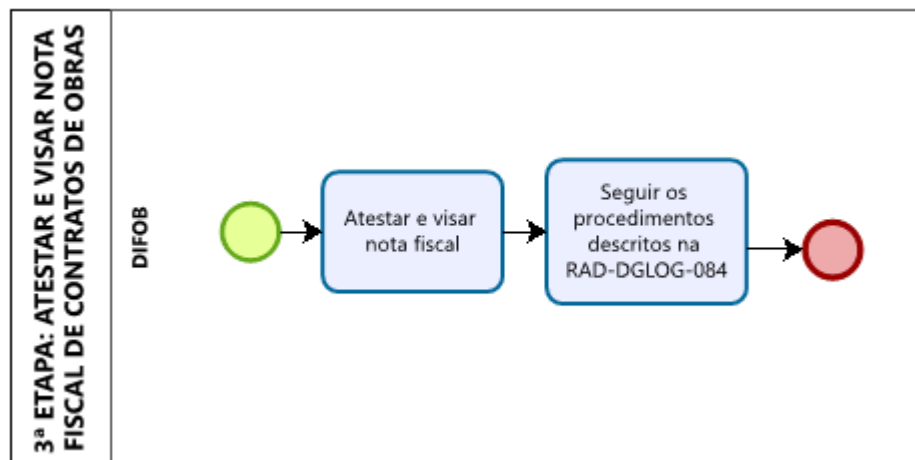 3ª ETAPA: ATESTAR E VISAR NOTA
FISCAL DE CONTRATOS DE OBRAS
DIFOB
Atestar e visar
nota fiscal
Seguir os
procedimentos
descritos na
RAD-DGLOG-084